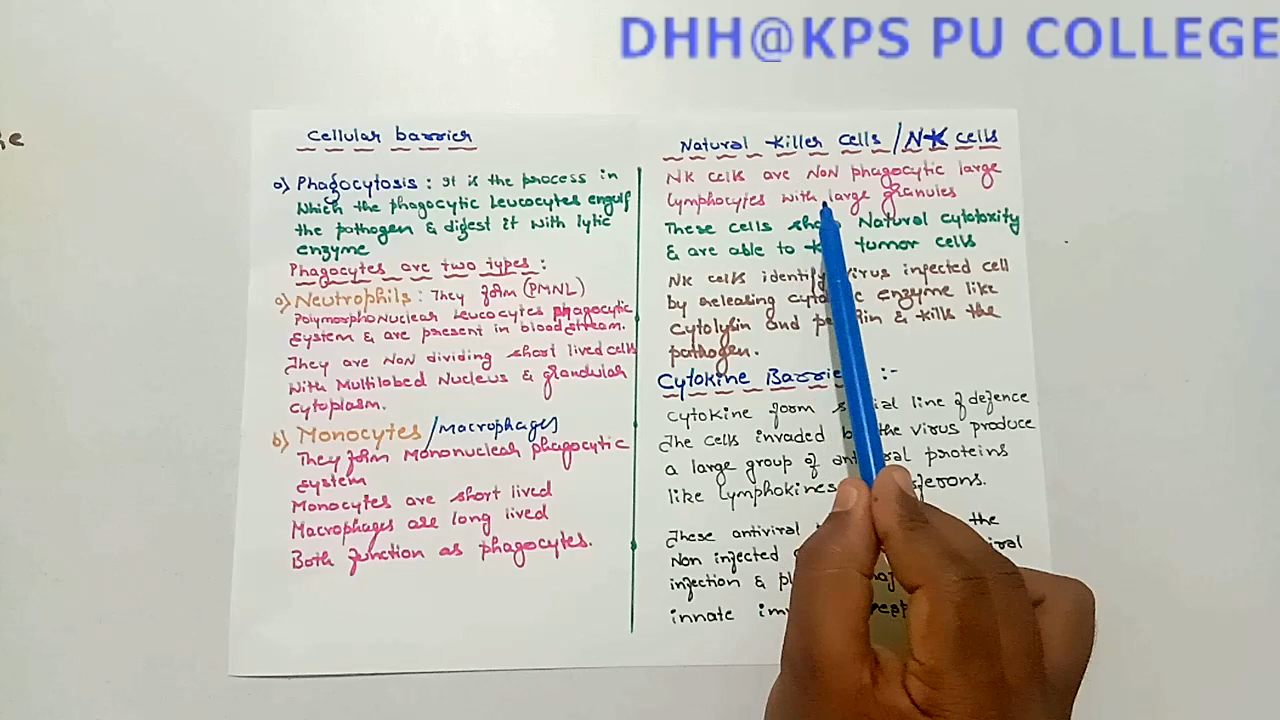 DHH@KPS PU COLLEGE
Cellular barrier
a) Phagocytosis : It is the process in
which the phagocytic Leucocytes engulf
the pathogen & digest it with lytic
enzyme
Phagocytes are two types :
a) Neutrophils : They form (PMNL)
Polymorpho Nuclear Leucocytes phagocytic
system & are present in blood stream.
They are NON dividing short lived cells
with Multilobed Nucleus & grandular
cytoplasm.
b) Monocytes /Macrophages
They form Mononuclear phagocytic
system
Monocytes are short lived
Macrophages are long lived
Both function as phagocytes.
Natural Killer cells /NK cells
NK cells are NON phagocytic large
lymphocytes with large granules
These cells Natural cytotoxity
& are able to tumor cells
NK cells identify virus infected cell
by releasing enzyme like
Cytolysin and & kills the
pathogen.
Cytokine :-
Cytokine form line of defence
The cells invaded the virus produce
a large group of proteins
like lymphokines
These antiviral the
Non injected
injection &
innate